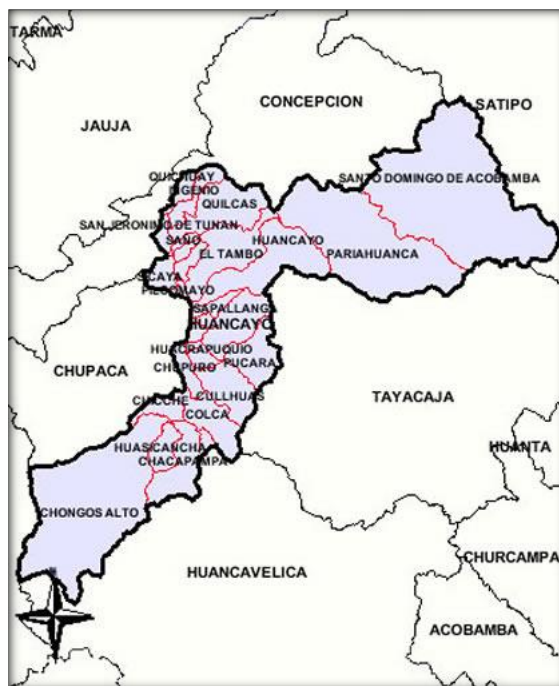 TARMA
CONCEPCION
SATIPO
JAUJA
QUICHUAY
INGENIO
SANTO DOMINGO DE ACOBAMBA
QUILCAS
SAN JERONIMO DE TUNAN
SAÑO
HUANCAYO
EL TAMBO
PARIAHUANCA
SICAYA
PILCOMAYO
SAPALLANG
HUANCAYO
HUACRAPUQUIO
CHUPURO
PUCARA
CHUPACA
CULLHUAS
TAYACAJA
CHICCHE
COLCA
HUASICANCHA
HUANTA
CHACAPAMPA
CHONGOS ALTO
CHURCAMPA
HUANCAVELICA
ACOBAMBA